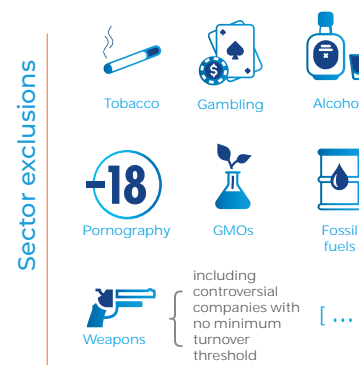 Sector exclusions
Tobacco
Gambling
Alcoho
-18
Pornography
GMOs
Fossil
fuels
Weapons
including
controversial
companies with
no minimum
turnover
threshold
[ ...